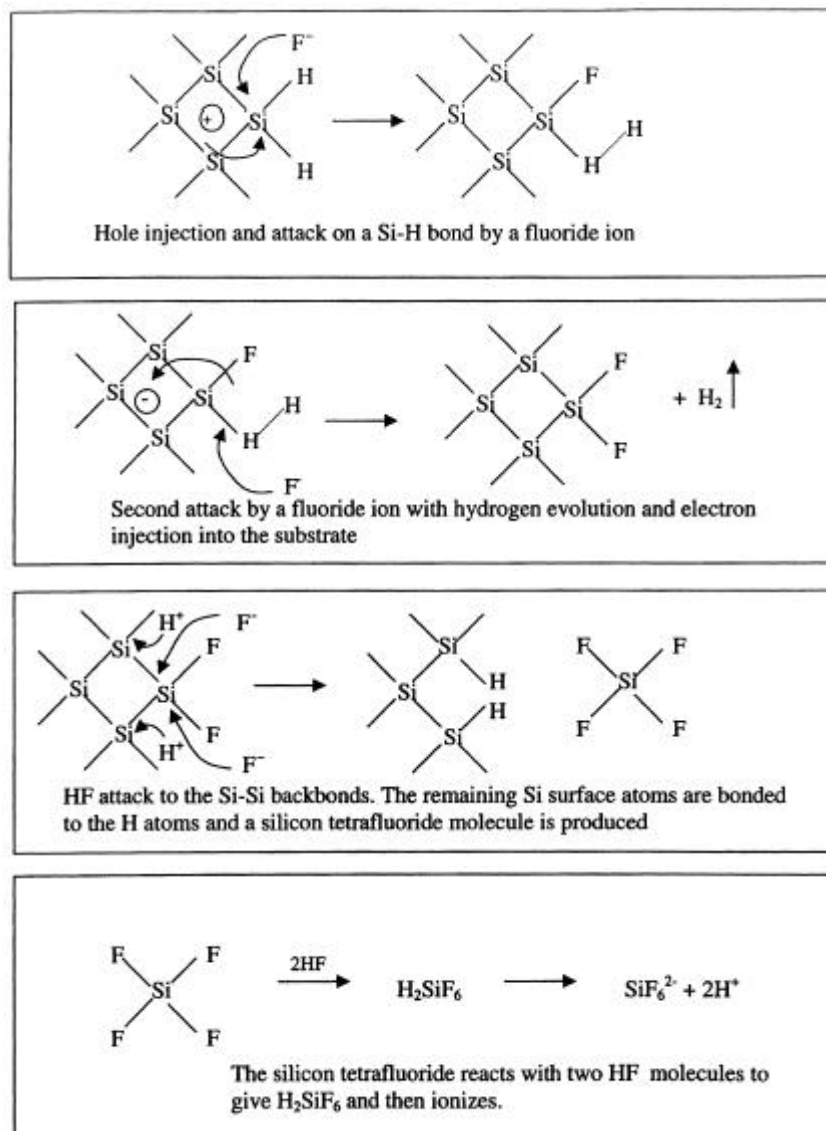 F⁻
Si H
Si + Si
Si H
Si F
Si Si H
Si H
Hole injection and attack on a Si-H bond by a fluoride ion
Si F
Si - Si H
Si H
F⁻
Si F
Si Si + H₂
Si F
Second attack by a fluoride ion with hydrogen evolution and electron
injection into the substrate
H⁺ F⁻
Si F
Si Si
Si F
H⁺ F⁻
Si H
Si H
Si
F F
Si
F F
HF attack to the Si-Si backbonds. The remaining Si surface atoms are bonded
to the H atoms and a silicon tetrafluoride molecule is produced
F F
Si 2HF H₂SiF₆ SiF₆²⁻ + 2H⁺
F F
The silicon tetrafluoride reacts with two HF molecules to
give H₂SiF₆ and then ionizes.